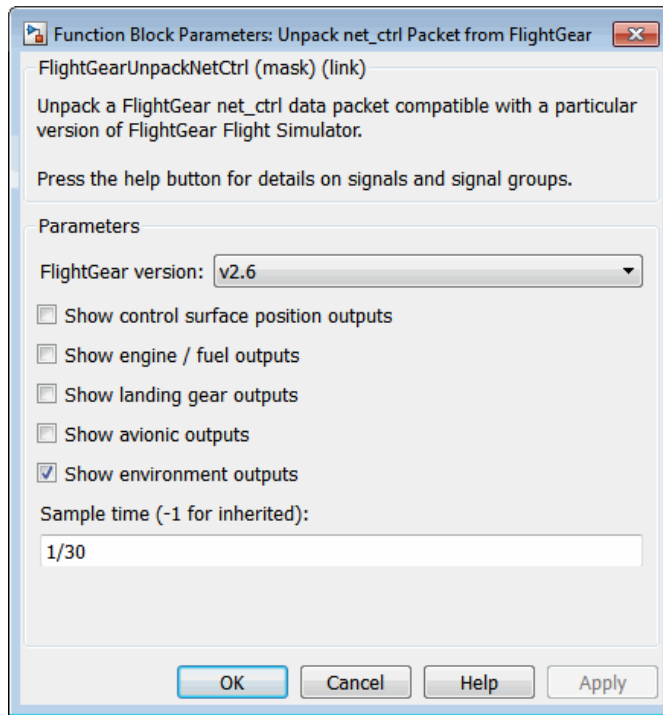 Function Block Parameters: Unpack net_ctrl Packet from FlightGear
FlightGearUnpackNetCtrl (mask) (link)
Unpack a FlightGear net_ctrl data packet compatible with a particular
version of FlightGear Flight Simulator.
Press the help button for details on signals and signal groups.
Parameters
FlightGear version: v2.6
Show control surface position outputs
Show engine / fuel outputs
Show landing gear outputs
Show avionic outputs
Show environment outputs
Sample time (-1 for inherited):
1/30
OK Cancel Help Apply